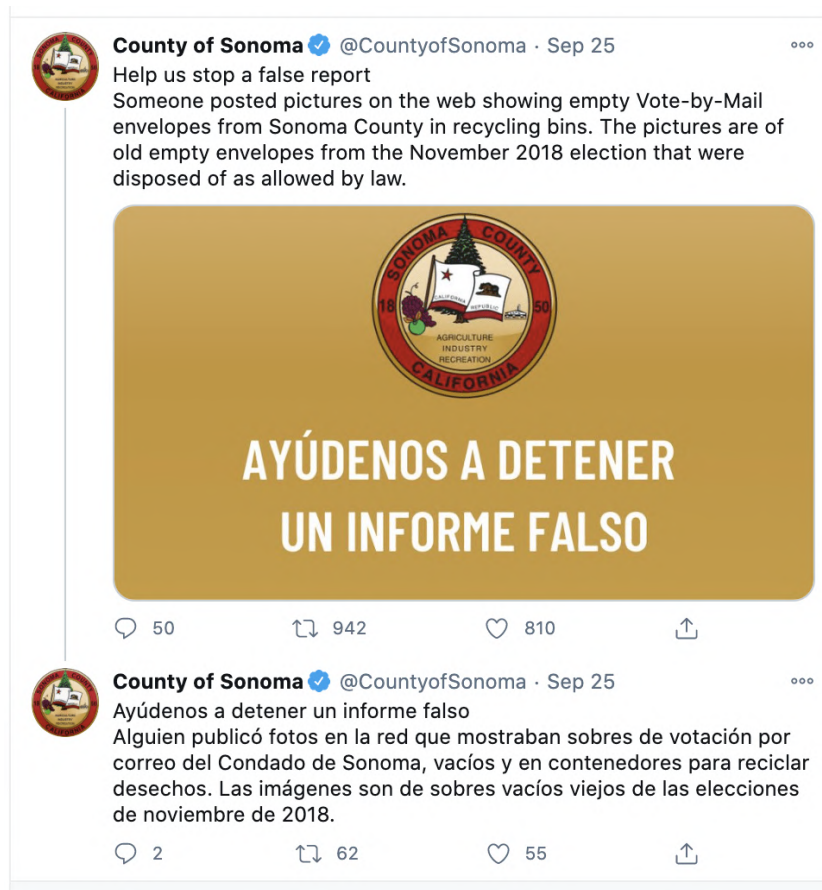 County of Sonoma @CountyofSonoma · Sep 25
Help us stop a false report
Someone posted pictures on the web showing empty Vote-by-Mail
envelopes from Sonoma County in recycling bins. The pictures are of
old empty envelopes from the November 2018 election that were
disposed of as allowed by law.
SONOMA COUNTY
18 50
CALIFORNIA REPUBLIC
AGRICULTURE
INDUSTRY
RECREATION
CALIFORNIA
AYÚDENOS A DETENER
UN INFORME FALSO
50 942 810
County of Sonoma @CountyofSonoma · Sep 25
Ayúdenos a detener un informe falso
Alguien publicó fotos en la red que mostraban sobres de votación por
correo del Condado de Sonoma, vacíos y en contenedores para reciclar
desechos. Las imágenes son de sobres vacíos viejos de las elecciones
de noviembre de 2018.
2 62 55